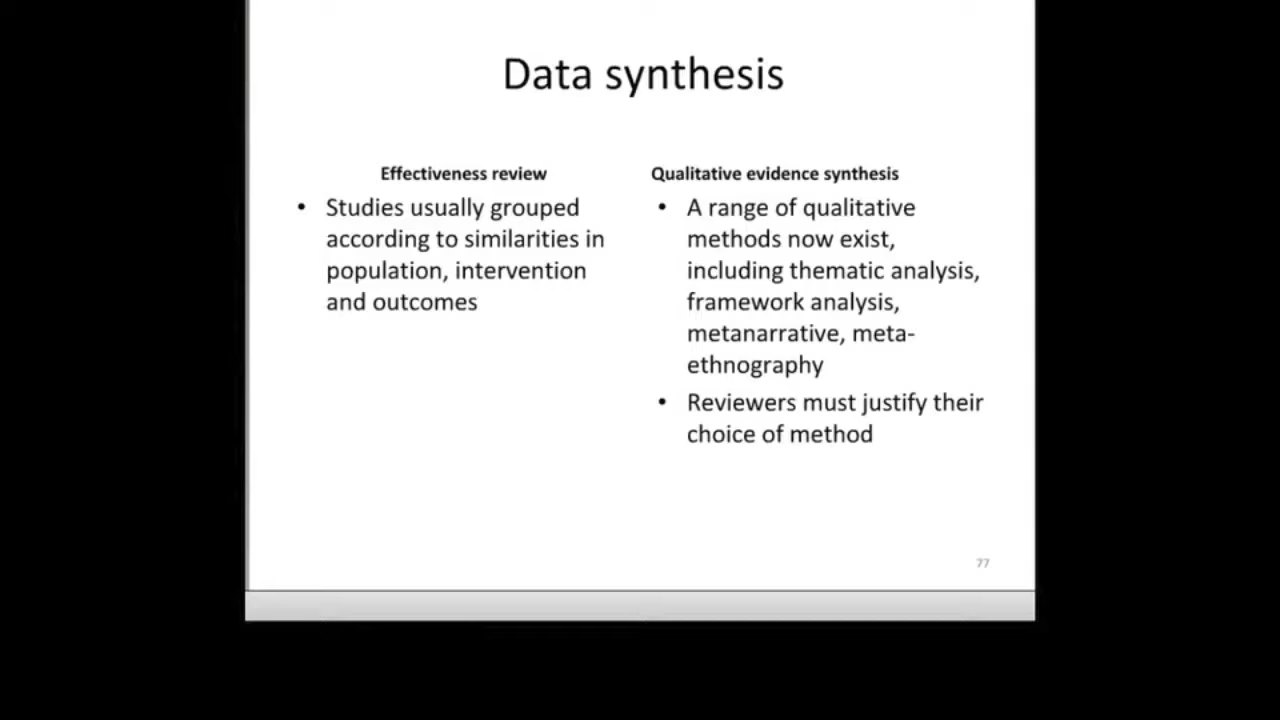 Data synthesis
Effectiveness review
• Studies usually grouped
according to similarities in
population, intervention
and outcomes
Qualitative evidence synthesis
• A range of qualitative
methods now exist,
including thematic analysis,
framework analysis,
metanarrative, meta-
ethnography
• Reviewers must justify their
choice of method
77